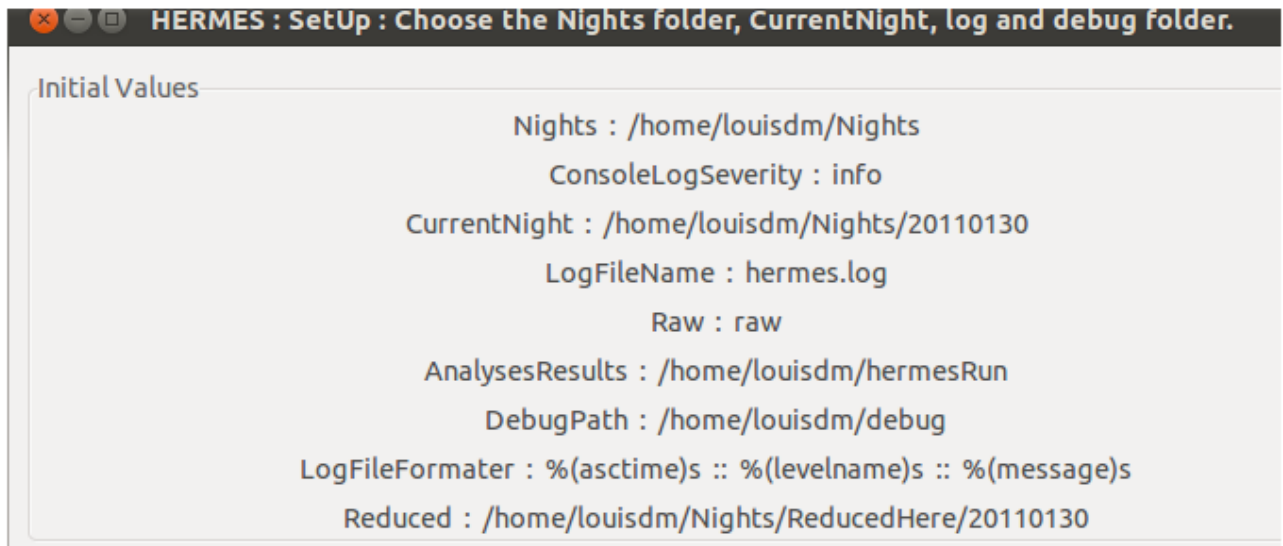 HERMES : SetUp : Choose the Nights folder, CurrentNight, log and debug folder.
Initial Values
Nights : /home/louisdm/Nights
ConsoleLogSeverity : info
CurrentNight : /home/louisdm/Nights/20110130
LogFileName : hermes.log
Raw : raw
AnalysesResults : /home/louisdm/hermesRun
DebugPath : /home/louisdm/debug
LogFileFormater : %(asctime)s :: %(levelname)s :: %(message)s
Reduced : /home/louisdm/Nights/ReducedHere/20110130